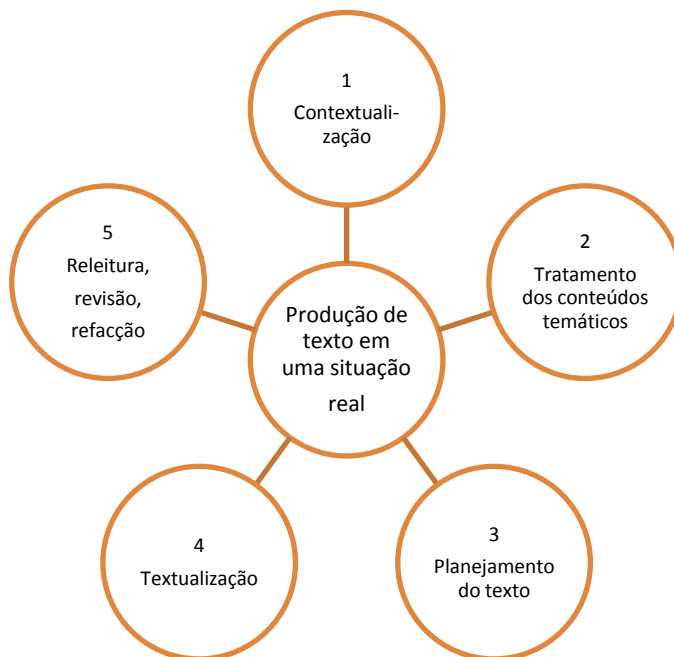 1
Contextuali-
zação
2
Tratamento
dos conteúdos
temáticos
3
Planejamento
do texto
4
Textualização
5
Releitura,
revisão,
refacção
Produção de
texto em
uma situação
real